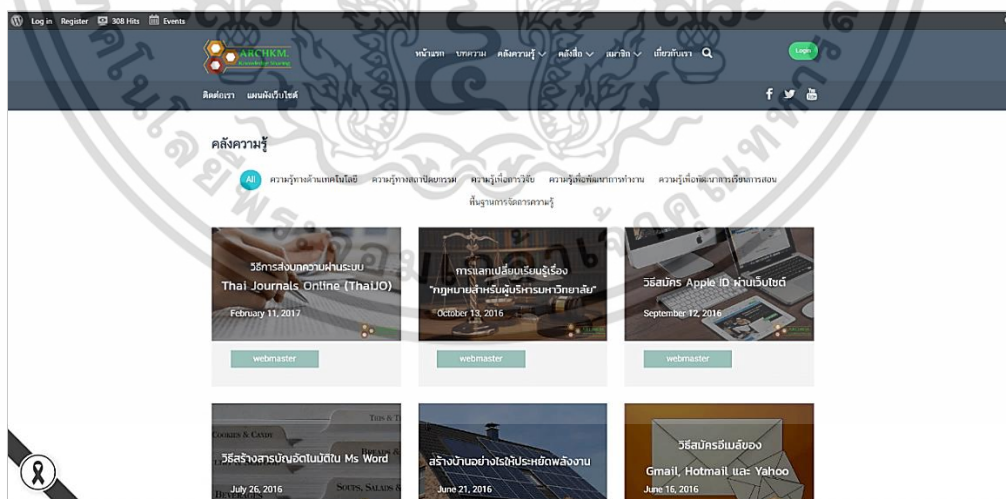 Log in Register 308 Hits Events
ARCHKM.
Knowledge Sharing
หน้าแรก บทความ คลังความรู้ คลังสื่อ สมาชิก เกี่ยวกับเรา
Login
ติดต่อเรา แผนผังเว็บไซต์
คลังความรู้
All ความรู้ทางด้านเทคโนโลยี ความรู้ทางสถาปัตยกรรม ความรู้เพื่อการวิจัย ความรู้เพื่อพัฒนาการทำงาน ความรู้เพื่อพัฒนาการเรียนการสอน
พื้นฐานการจัดการความรู้
วิธีการส่งบทความผ่านระบบ
Thai Journals Online (ThaiJO)
February 11, 2017
webmaster
การแลกเปลี่ยนเรียนรู้เรื่อง
"กฎหมายสำหรับผู้บริหารมหาวิทยาลัย"
October 13, 2016
webmaster
วิธีสมัคร Apple ID ผ่านเว็บไซต์
September 12, 2016
webmaster
COOKIES & CANDY
วิธีสร้างสารบัญอัตโนมัติใน Ms Word
July 26, 2016
SOUPS, SALADS &
สร้างบ้านอย่างไรให้ประหยัดพลังงาน
June 21, 2016
วิธีสมัครอีเมล์ของ
Gmail, Hotmail และ Yahoo
June 16, 2016